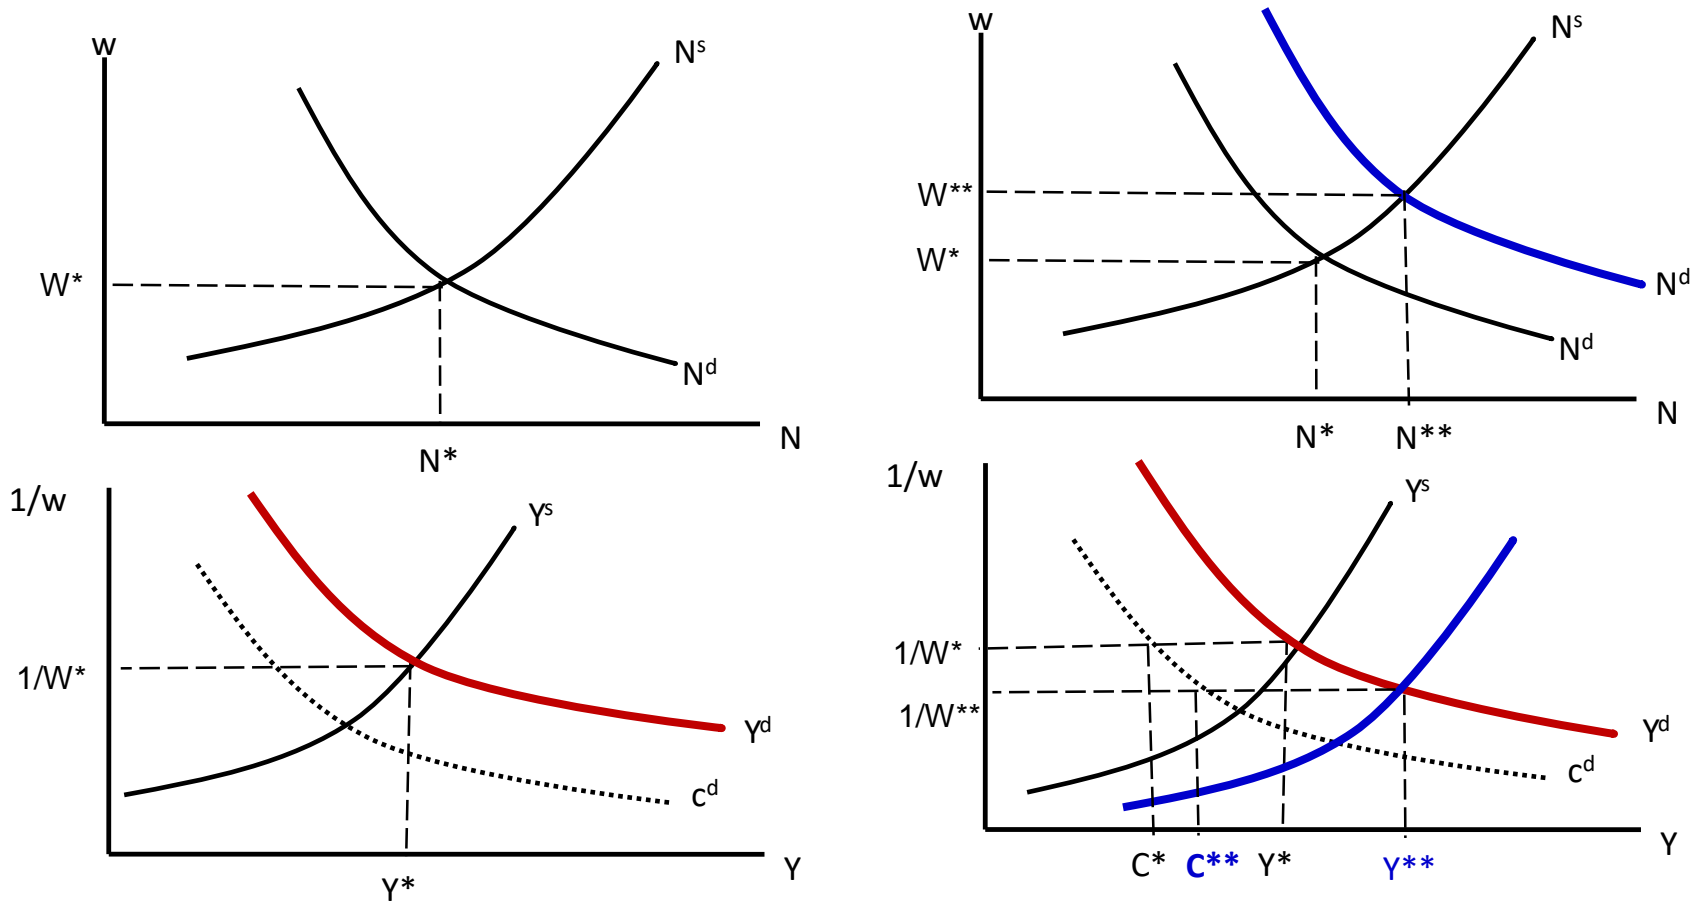 w
Nˢ
W*
Nᵈ
N
N*
1/w
Yˢ
1/W*
Yᵈ
cᵈ
Y
Y*
w
Nˢ
W**
W*
Nᵈ
Nᵈ
N
N*
N**
1/w
Yˢ
1/W*
1/W**
Yᵈ
cᵈ
Y
C*
C**
Y*
Y**